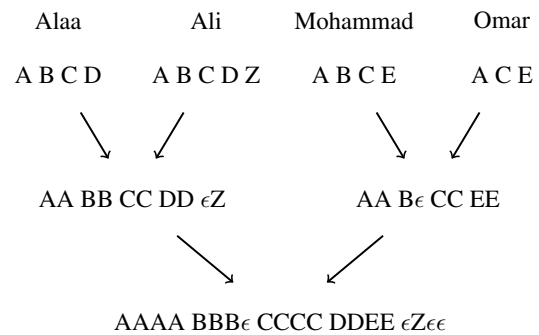 Alaa Ali Mohammad Omar
A B C D A B C D Z A B C E A C E
AA BB CC DD ϵZ AA Bϵ CC EE
AAAA BBBϵ CCCC DDEE ϵZϵϵ